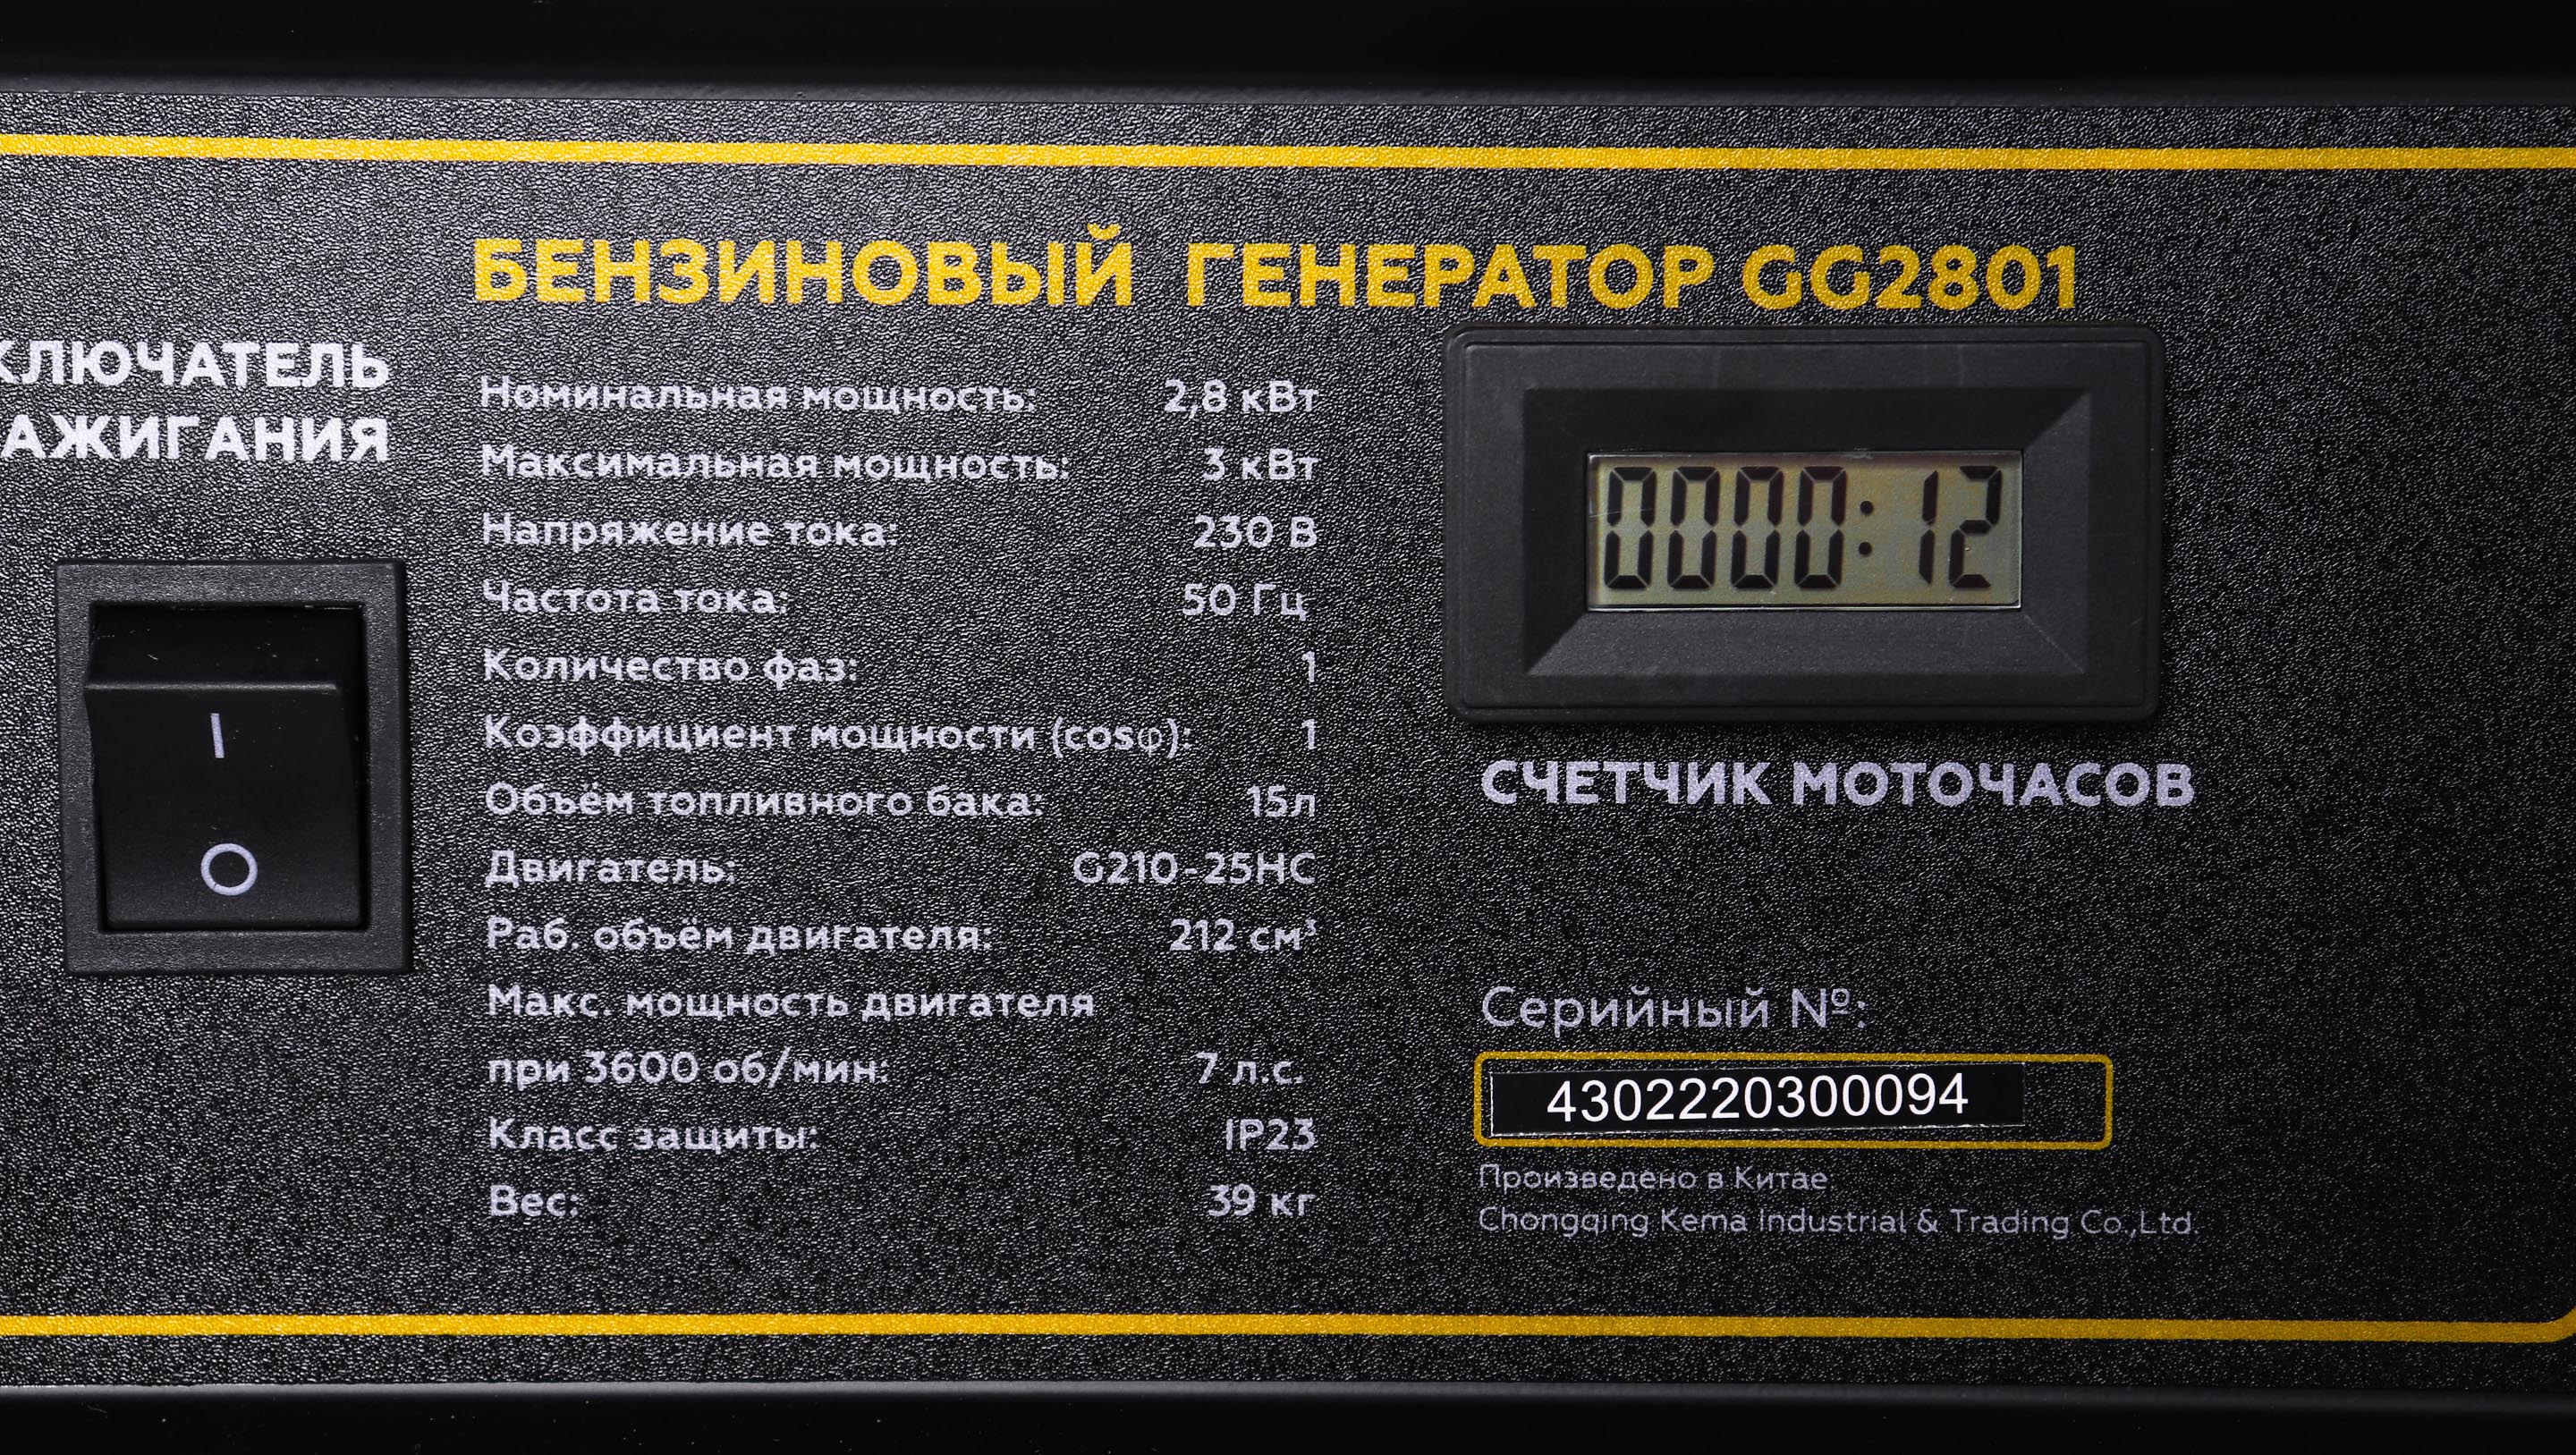 БЕНЗИНОВЫЙ ГЕНЕРАТОР GG2801
КЛЮЧАТЕЛЬ
АЖИГАНИЯ
I
O
Номинальная мощность: 2,8 кВт
Максимальная мощность: 3 кВт
Напряжение тока: 230 В
Частота тока: 50 Гц
Количество фаз: 1
Коэффициент мощности (cosφ): 1
Объём топливного бака: 15л
Двигатель: G210-25HC
Раб. объём двигателя: 212 см³
Макс. мощность двигателя
при 3600 об/мин: 7 л.с.
Класс защиты: IP23
Вес: 39 кг
0000:12
СЧЕТЧИК МОТОЧАСОВ
Серийный №:
4302220300094
Произведено в Китае
Chongqing Kema Industrial & Trading Co.,Ltd.